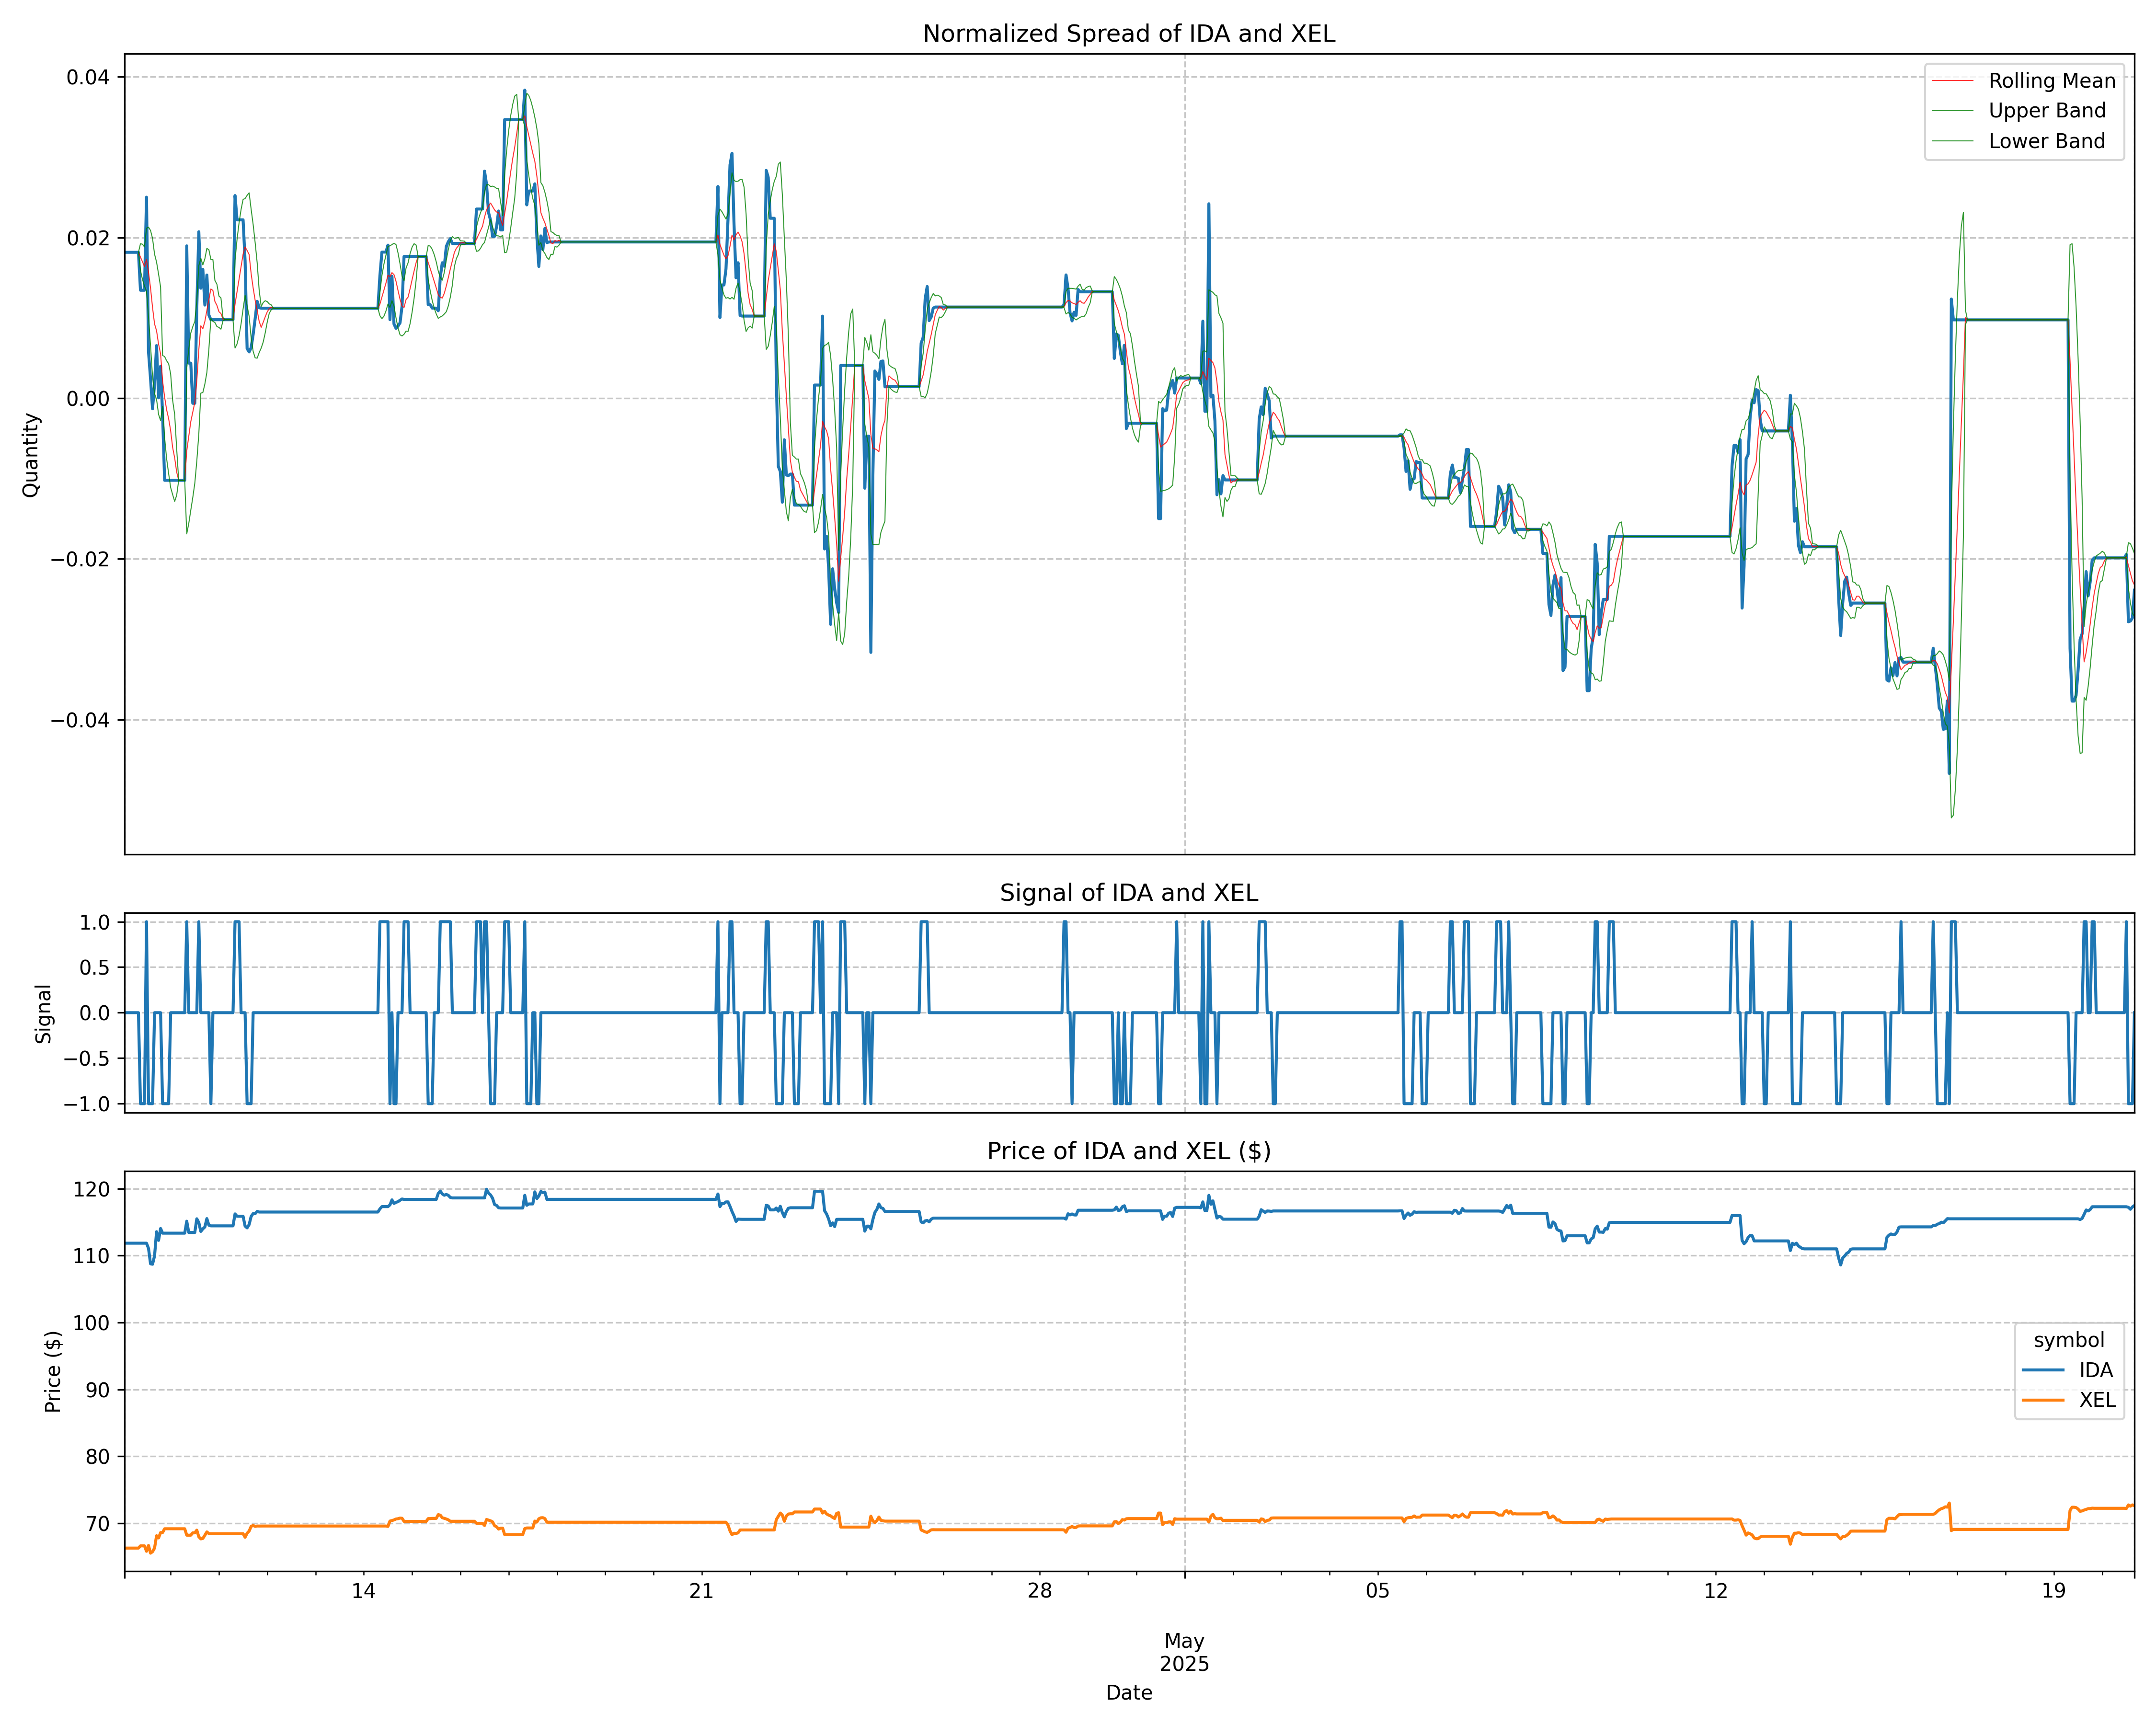 Normalized Spread of IDA and XEL
Quantity
0.04
0.02
0.00
−0.02
−0.04
Rolling Mean
Upper Band
Lower Band
Signal of IDA and XEL
Signal
1.0
0.5
0.0
−0.5
−1.0
Price of IDA and XEL ($)
Price ($)
120
110
100
90
80
70
symbol
IDA
XEL
14 21 28 05 12 19
May
2025
Date